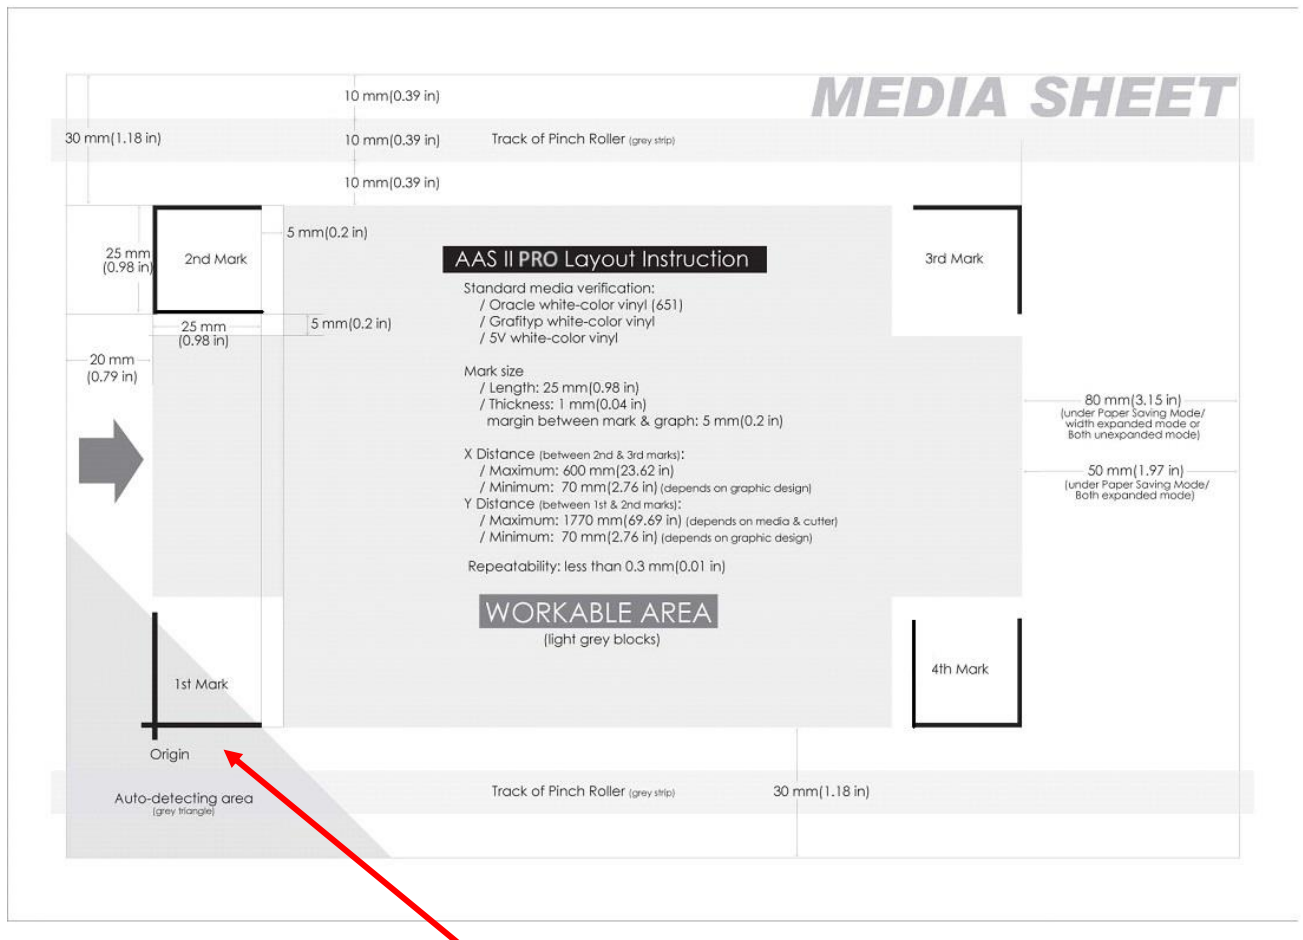 MEDIA SHEET
10 mm(0.39 in)
30 mm(1.18 in)
10 mm(0.39 in)
Track of Pinch Roller (grey strip)
10 mm(0.39 in)
5 mm(0.2 in)
25 mm
(0.98 in)
2nd Mark
AAS II PRO Layout Instruction
3rd Mark
Standard media verification:
/ Oracle white-color vinyl (651)
/ Grafityp white-color vinyl
/ 5V white-color vinyl
25 mm
(0.98 in)
5 mm(0.2 in)
20 mm
(0.79 in)
Mark size
/ Length: 25 mm(0.98 in)
/ Thickness: 1 mm(0.04 in)
margin between mark & graph: 5 mm(0.2 in)
80 mm(3.15 in)
(under Paper Saving Mode/
width expanded mode or
Both unexpanded mode)
X Distance (between 2nd & 3rd marks):
/ Maximum: 600 mm(23.62 in)
/ Minimum: 70 mm(2.76 in) (depends on graphic design)
Y Distance (between 1st & 2nd marks):
/ Maximum: 1770 mm(69.69 in) (depends on media & cutter)
/ Minimum: 70 mm(2.76 in) (depends on graphic design)
50 mm(1.97 in)
(under Paper Saving Mode/
Both expanded mode)
Repeatability: less than 0.3 mm(0.01 in)
WORKABLE AREA
(light grey blocks)
1st Mark
4th Mark
Origin
Auto-detecting area
(grey triangle)
Track of Pinch Roller (grey strip)
30 mm(1.18 in)